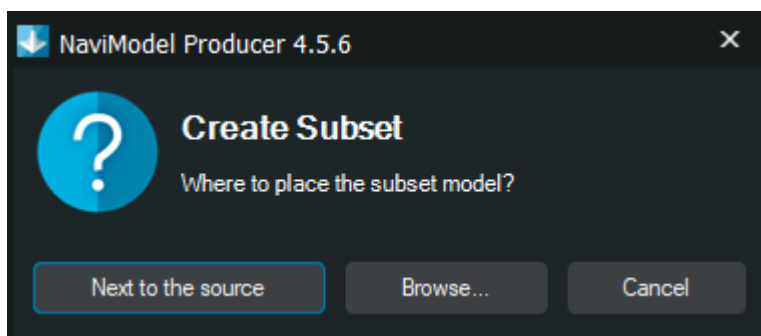 NaviModel Producer 4.5.6
Create Subset
Where to place the subset model?
Next to the source
Browse...
Cancel